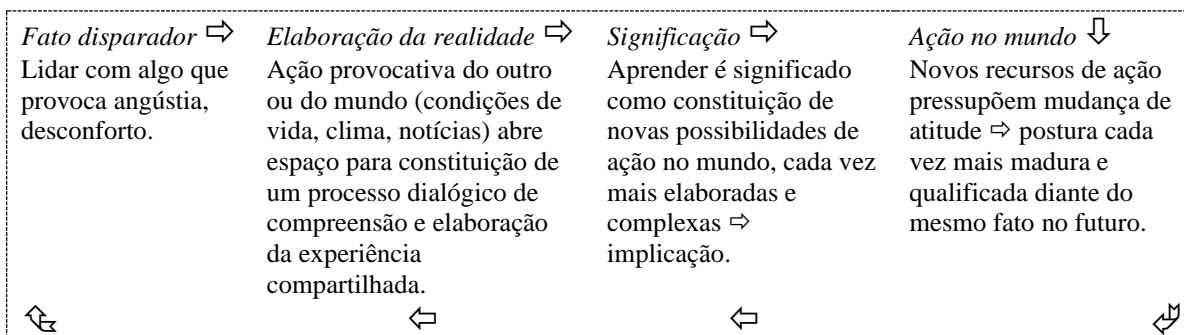 Fato disparador ⇨
Lidar com algo que
provoca angústia,
desconforto.
Elaboração da realidade ⇨
Ação provocativa do outro
ou do mundo (condições de
vida, clima, notícias) abre
espaço para constituição de
um processo dialógico de
compreensão e elaboração
da experiência
compartilhada.
Significação ⇨
Aprender é significado
como constituição de
novas possibilidades de
ação no mundo, cada vez
mais elaboradas e
complexas ⇨
implicação.
Ação no mundo ⇩
Novos recursos de ação
pressupõem mudança de
atitude ⇨ postura cada
vez mais madura e
qualificada diante do
mesmo fato no futuro.